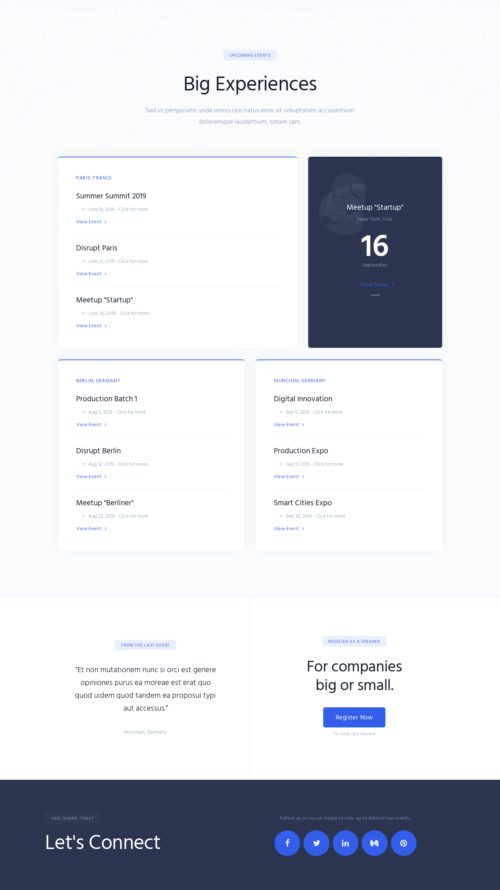 UPCOMING EVENTS
Big Experiences
Sed ut perspiciatis unde omnis iste natus error sit voluptatem accusantium
doloremque laudantium, totam sam.
PARIS, FRANCE
Summer Summit 2019
June 16, 2019 - Click for more
View Event
Disrupt Paris
June 21, 2019 - Click for more
View Event
Meetup "Startup"
June 26, 2019 - Click for more
View Event
Meetup "Startup"
New York, USA
16
September
View Event
BERLIN, GERMANY
Production Batch 1
Aug 5, 2019 - Click for more
View Event
Disrupt Berlin
Aug 12, 2019 - Click for more
View Event
Meetup "Berliner"
Aug 22, 2019 - Click for more
View Event
MUNCHEN, GERMANY
Digital Innovation
Sep 6, 2019 - Click for more
View Event
Production Expo
Sep 11, 2019 - Click for more
View Event
Smart Cities Expo
Sep 30, 2019 - Click for more
View Event
FROM THE LAST EVENT
"Et non mutationem nunc si orci est genere
opiniones purus ea moreae est erat quo
quod uidem quod tandem ea proposui typi
aut accessus."
Munchen, Germany
REGISTER AS A SPEAKER
For companies
big or small.
Register Now
No credit card required
LIKE, SHARE, TWEET
Let's Connect
Follow us on social media to stay up to date on our events